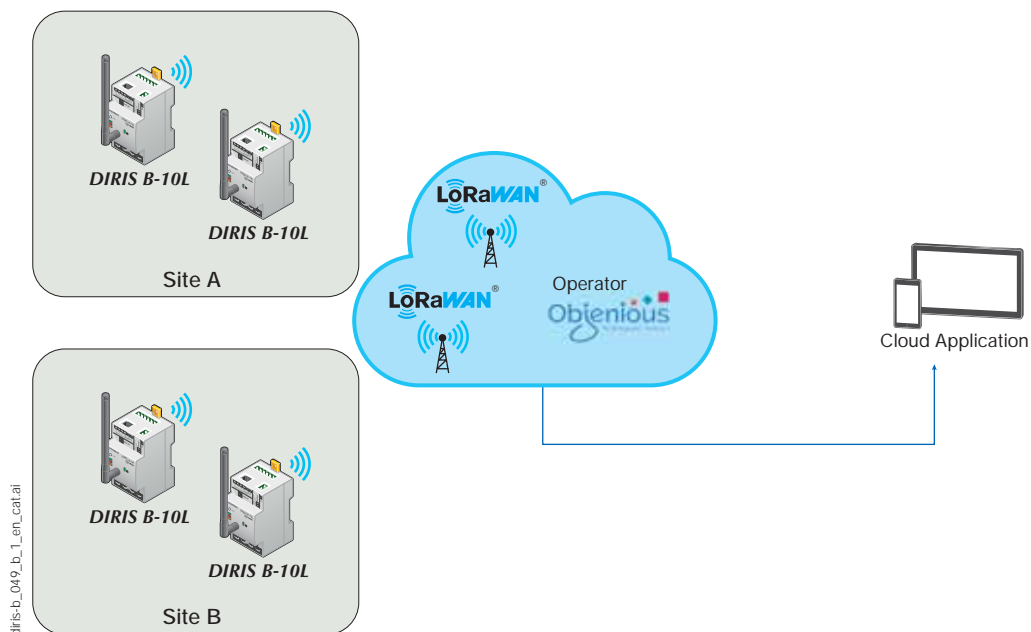 DIRIS B-10L
DIRIS B-10L
Site A
LoRaWAN®
LoRaWAN®
Operator
Objenious
Cloud Application
DIRIS B-10L
DIRIS B-10L
Site B
diris-b_049_b_1_en_cat.ai